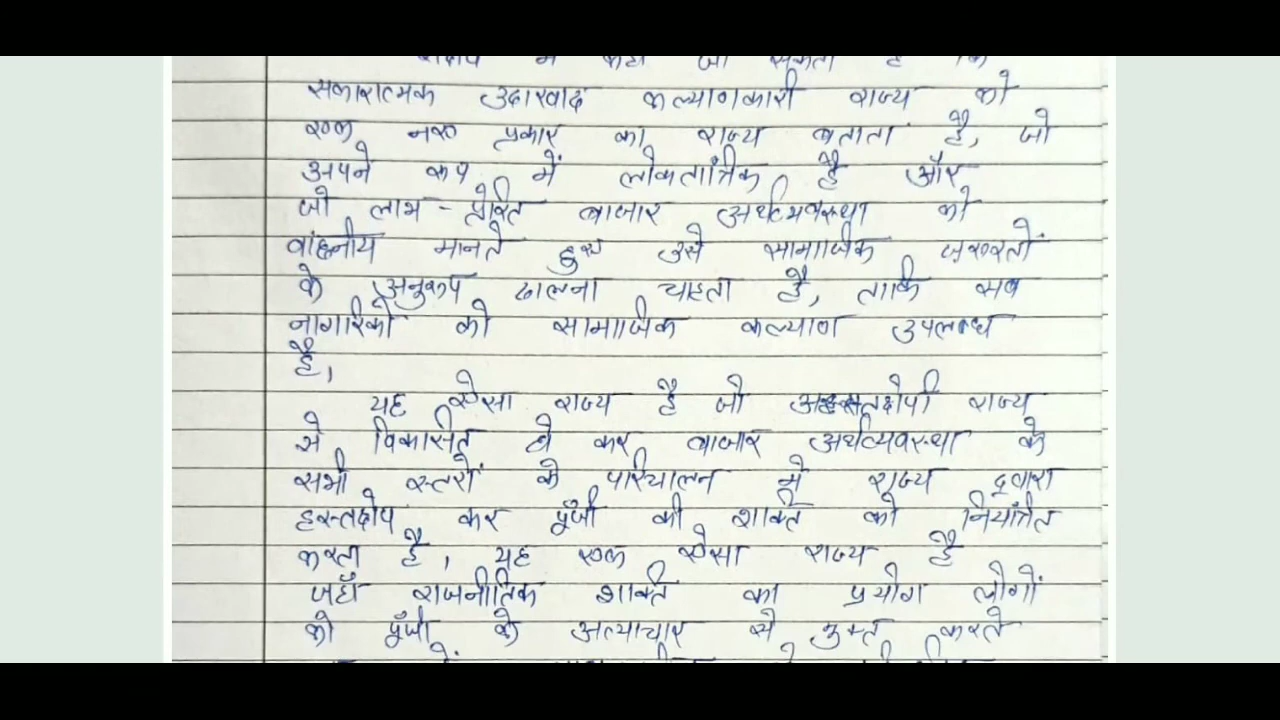 में कहा जा सकता है कि
सकारात्मक उदारवाद कल्याणकारी राज्य को
एक नए प्रकार का राज्य बताता है, जो
अपने रूप में लोकतांत्रिक है और
जो लाभ - प्रेरित बाजार अर्थव्यवस्था को
वांछनीय मानते हुए उसे सामाजिक जरूरतों
के अनुरूप ढालना चाहता है, ताकि सब
नागरिकों को सामाजिक कल्याण उपलब्ध
है,
यह ऐसा राज्य है जो अहस्तक्षेपी राज्य
से विकसित हो कर बाजार अर्थव्यवस्था के
सभी स्तरों के परिचालन में राज्य द्वारा
हस्तक्षेप कर पूँजी की शक्ति को नियंत्रित
करता है, यह एक ऐसा राज्य है
जहाँ राजनीतिक शक्ति का प्रयोग लोगों
को पूँजी के अत्याचार से मुक्त करते